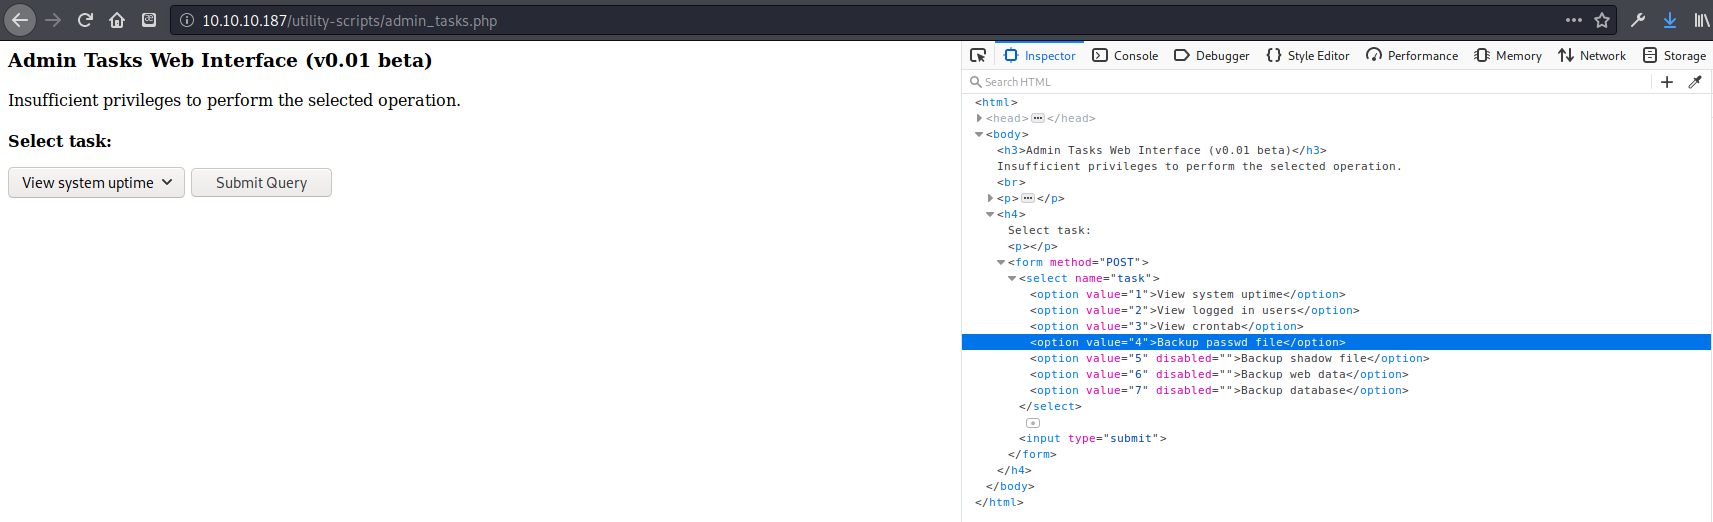 10.10.10.187/utility-scripts/admin_tasks.php
Admin Tasks Web Interface (v0.01 beta)
Insufficient privileges to perform the selected operation.
Select task:
View system uptime Submit Query
Inspector Console Debugger Style Editor Performance Memory Network Storage
Search HTML
<html>
<head> ••• </head>
<body>
<h3>Admin Tasks Web Interface (v0.01 beta)</h3>
Insufficient privileges to perform the selected operation.
<br>
<p> ••• </p>
<h4>
Select task:
<p></p>
<form method="POST">
<select name="task">
<option value="1">View system uptime</option>
<option value="2">View logged in users</option>
<option value="3">View crontab</option>
<option value="4">Backup passwd file</option>
<option value="5" disabled="">Backup shadow file</option>
<option value="6" disabled="">Backup web data</option>
<option value="7" disabled="">Backup database</option>
</select>
<input type="submit">
</form>
</h4>
</body>
</html>